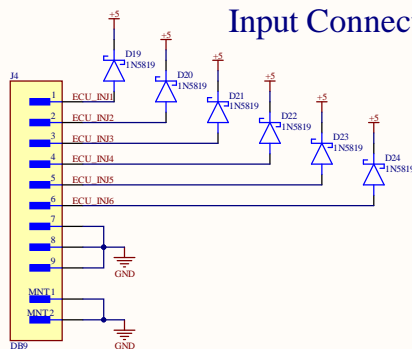 Input Connec
+5
D19
1N5819
+5
D20
1N5819
+5
D21
1N5819
+5
D22
1N5819
+5
D23
1N5819
+5
D24
1N5819
J4
1 ECU_INJ1
2 ECU_INJ2
3 ECU_INJ3
4 ECU_INJ4
5 ECU_INJ5
6 ECU_INJ6
7
8
9
GND
MNT1
MNT2
GND
DB9